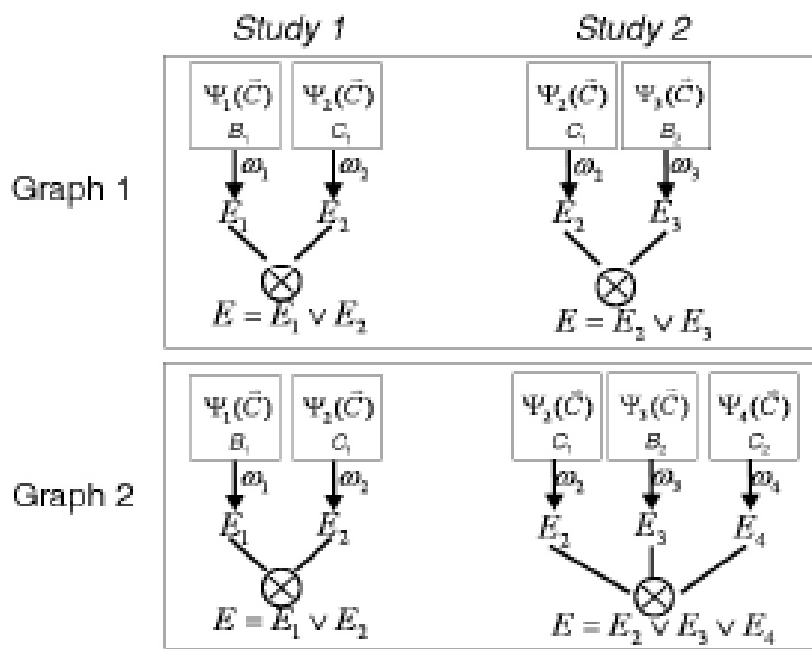 Study 1 Study 2
Ψ₁(C⃗) Ψ₂(C⃗) Ψ₂(C⃗) Ψ₃(C⃗)
B₁ C₁ C₁ B₂
Graph 1
ω₁ ω₂ ω₂ ω₃
E₁ E₂ E₂ E₃
E = E₁ ∨ E₂ E = E₂ ∨ E₃
Ψ₁(C⃗) Ψ₂(C⃗) Ψ₂(C⃗) Ψ₃(C⃗) Ψ₄(C⃗)
B₁ C₁ C₁ B₂ C₂
Graph 2
ω₁ ω₂ ω₂ ω₃ ω₄
E₁ E₂ E₂ E₃ E₄
E = E₁ ∨ E₂ E = E₂ ∨ E₃ ∨ E₄